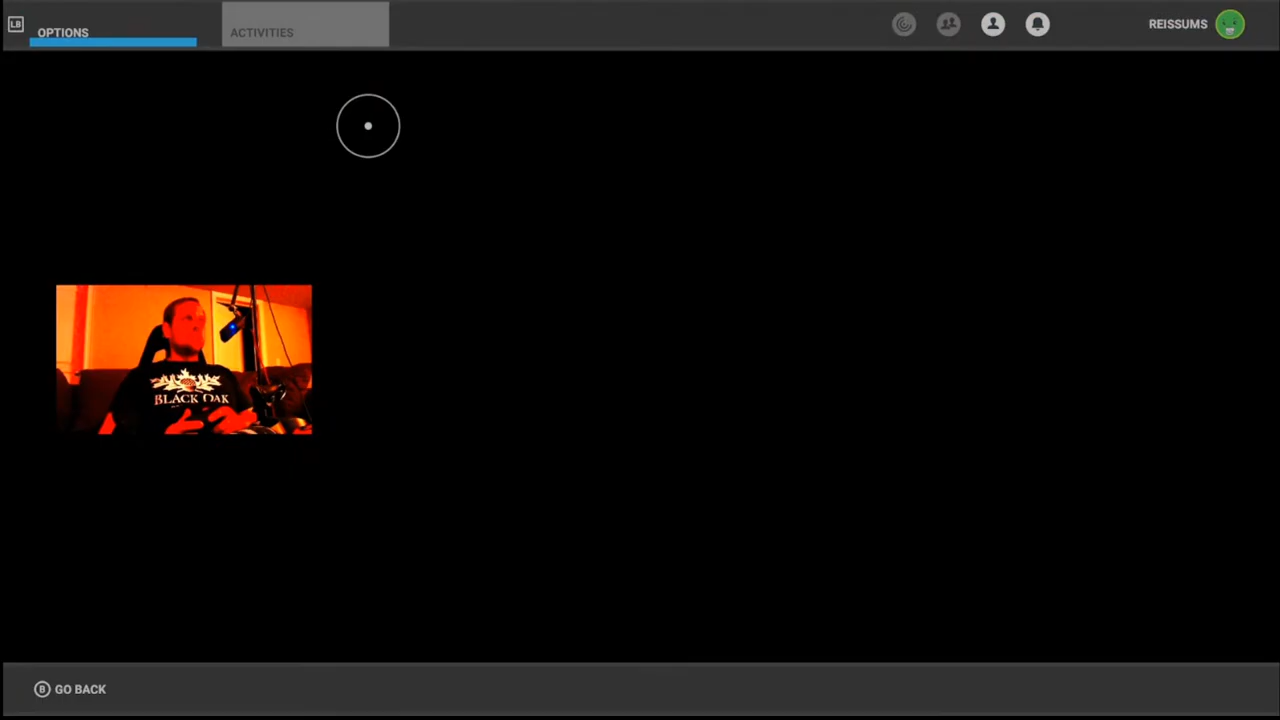 LB
OPTIONS
ACTIVITIES
REISSUMS
BLACK OAK
B GO BACK